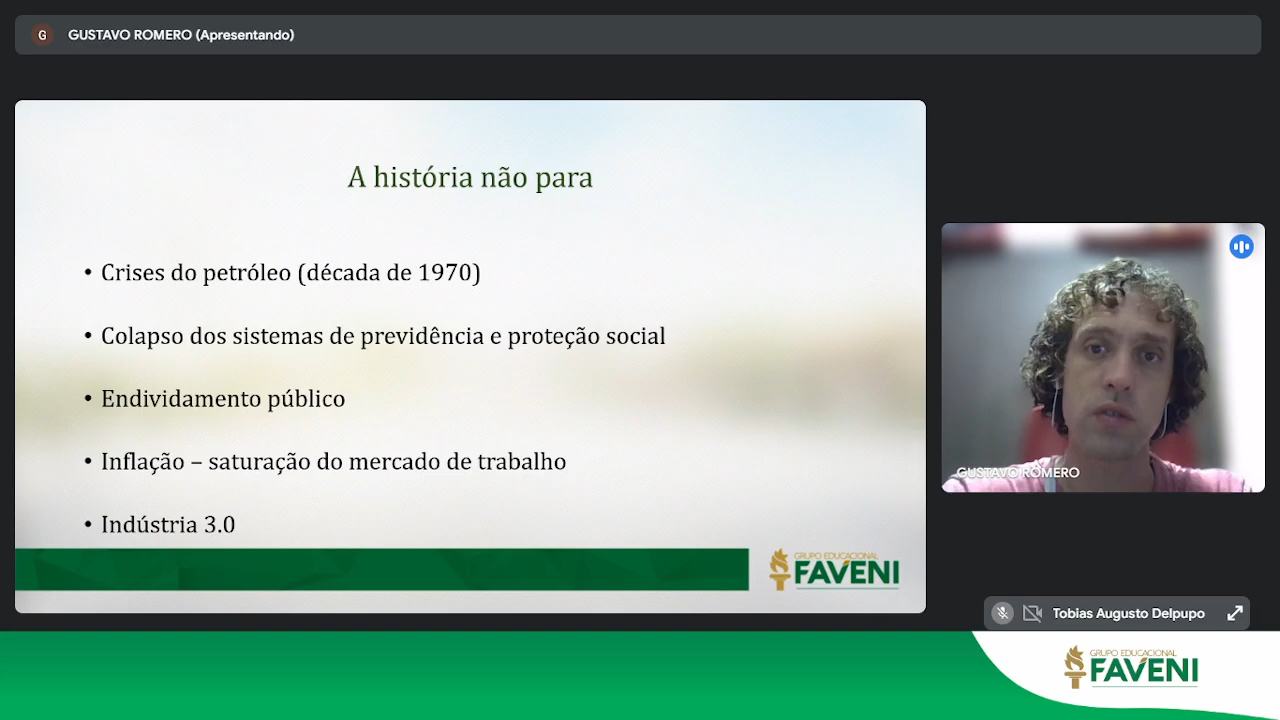 G GUSTAVO ROMERO (Apresentando)
A história não para
• Crises do petróleo (década de 1970)
• Colapso dos sistemas de previdência e proteção social
• Endividamento público
• Inflação – saturação do mercado de trabalho
• Indústria 3.0
GRUPO EDUCACIONAL
FAVENI
GUSTAVO ROMERO
Tobias Augusto Delpupo
GRUPO EDUCACIONAL
FAVENI